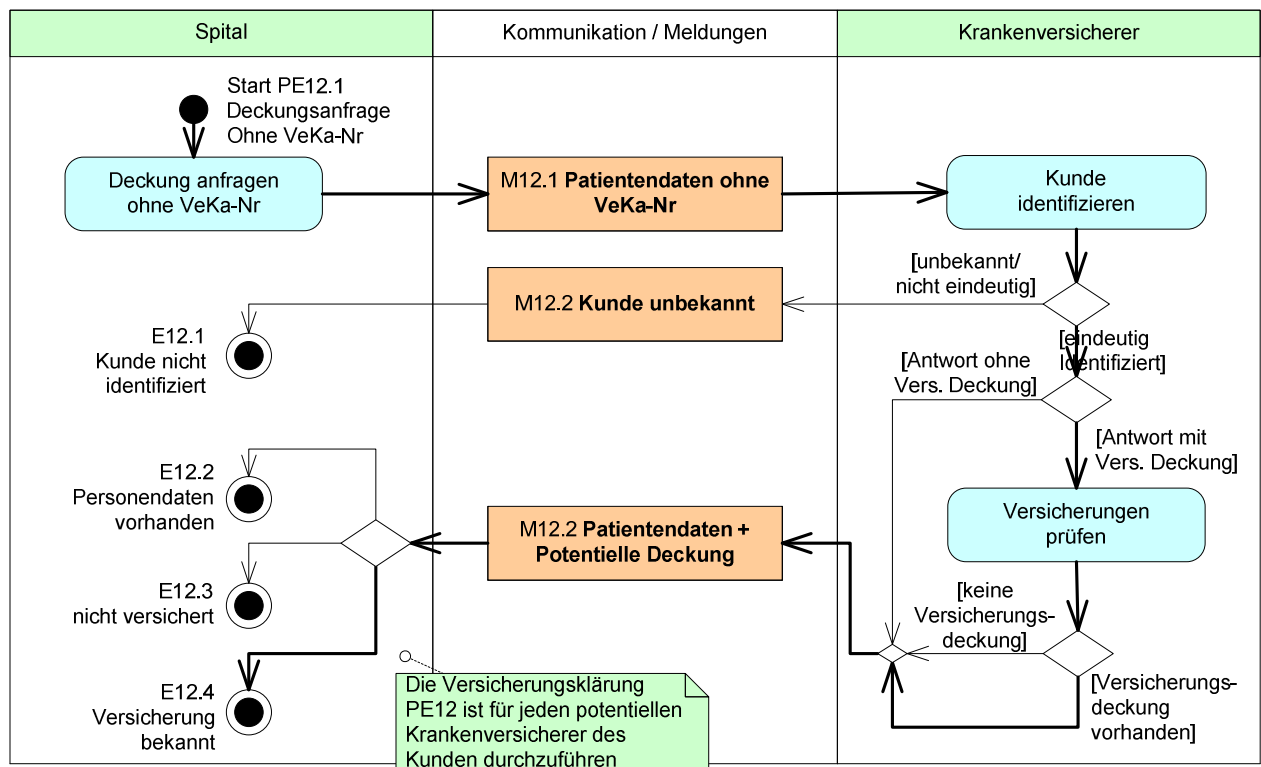 Spital
Kommunikation / Meldungen
Krankenversicherer
Start PE12.1
Deckungsanfrage
Ohne VeKa-Nr
Deckung anfragen
ohne VeKa-Nr
M12.1 Patientendaten ohne
VeKa-Nr
Kunde
identifizieren
[unbekannt/
nicht eindeutig]
M12.2 Kunde unbekannt
E12.1
Kunde nicht
identifiziert
[eindeutig
Identifiziert]
[Antwort ohne
Vers. Deckung]
[Antwort mit
Vers. Deckung]
E12.2
Personendaten
vorhanden
M12.2 Patientendaten +
Potentielle Deckung
Versicherungen
prüfen
E12.3
nicht versichert
[keine
Versicherungs-
deckung]
E12.4
Versicherung
bekannt
Die Versicherungsklärung
PE12 ist für jeden potentiellen
Krankenversicherer des
Kunden durchzuführen
[Versicherungs-
deckung
vorhanden]